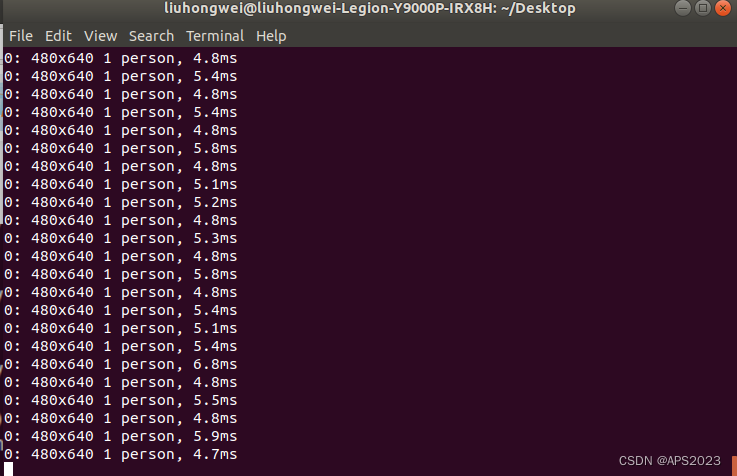 liuhongwei@liuhongwei-Legion-Y9000P-IRX8H: ~/Desktop
File Edit View Search Terminal Help
0: 480x640 1 person, 4.8ms
0: 480x640 1 person, 5.4ms
0: 480x640 1 person, 4.8ms
0: 480x640 1 person, 5.4ms
0: 480x640 1 person, 4.8ms
0: 480x640 1 person, 5.8ms
0: 480x640 1 person, 4.8ms
0: 480x640 1 person, 5.1ms
0: 480x640 1 person, 5.2ms
0: 480x640 1 person, 4.8ms
0: 480x640 1 person, 5.3ms
0: 480x640 1 person, 4.8ms
0: 480x640 1 person, 5.8ms
0: 480x640 1 person, 4.8ms
0: 480x640 1 person, 5.4ms
0: 480x640 1 person, 5.1ms
0: 480x640 1 person, 5.4ms
0: 480x640 1 person, 6.8ms
0: 480x640 1 person, 4.8ms
0: 480x640 1 person, 5.5ms
0: 480x640 1 person, 4.8ms
0: 480x640 1 person, 5.9ms
0: 480x640 1 person, 4.7ms
CSDN @APS2023